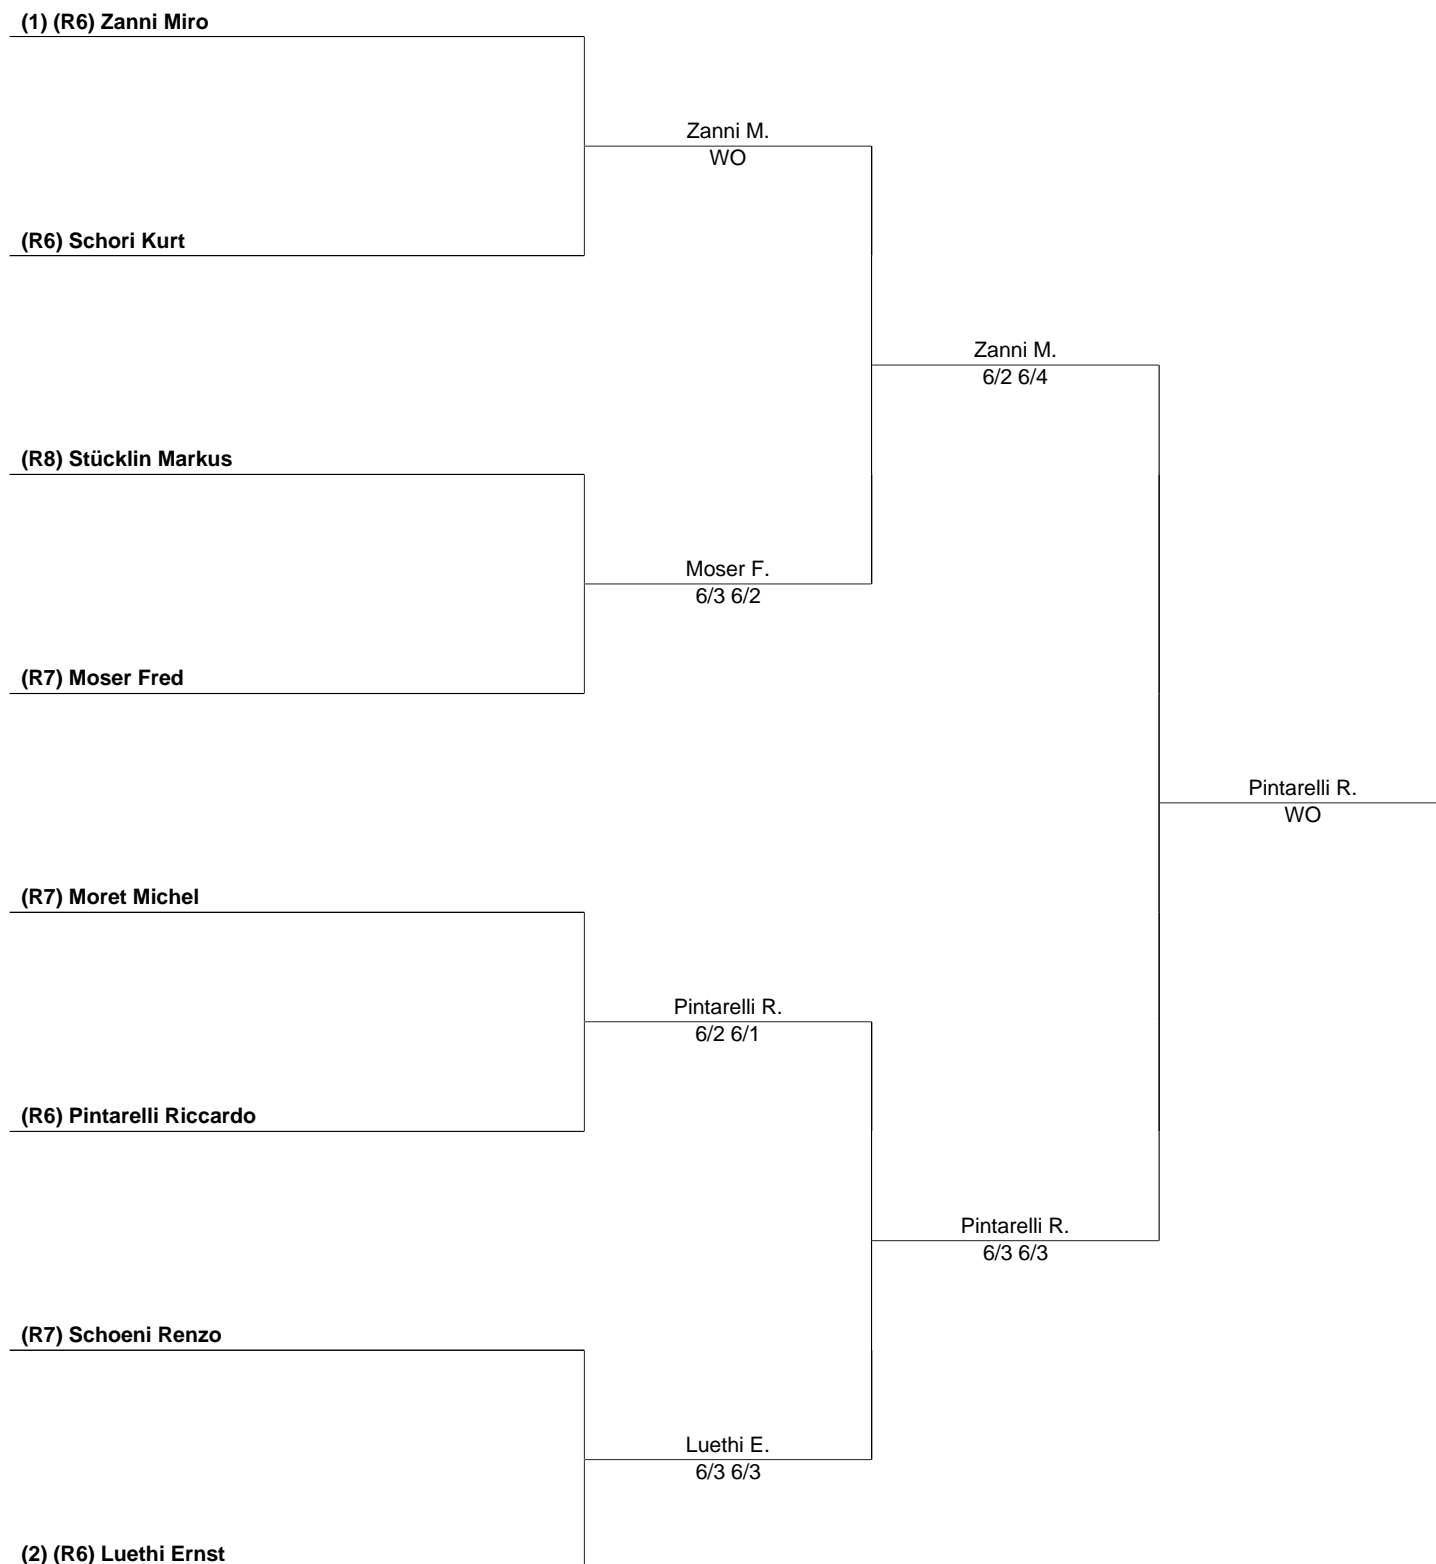 (1) (R6) Zanni Miro
Zanni M.
WO
(R6) Schori Kurt
Zanni M.
6/2 6/4
(R8) Stücklin Markus
Moser F.
6/3 6/2
(R7) Moser Fred
Pintarelli R.
WO
(R7) Moret Michel
Pintarelli R.
6/2 6/1
(R6) Pintarelli Riccardo
Pintarelli R.
6/3 6/3
(R7) Schoeni Renzo
Luethi E.
6/3 6/3
(2) (R6) Luethi Ernst